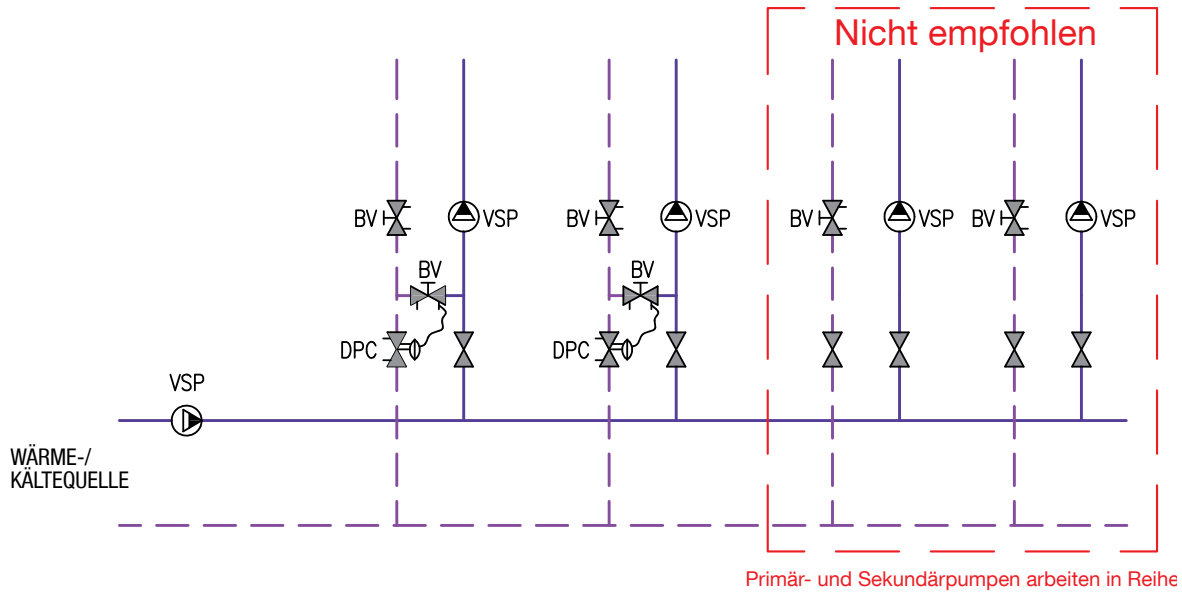 Nicht empfohlen
BV VSP BV VSP BV VSP BV VSP
BV BV
DPC DPC
VSP
WÄRME-/
KÄLTEQUELLE
Primär- und Sekundärpumpen arbeiten in Reihe